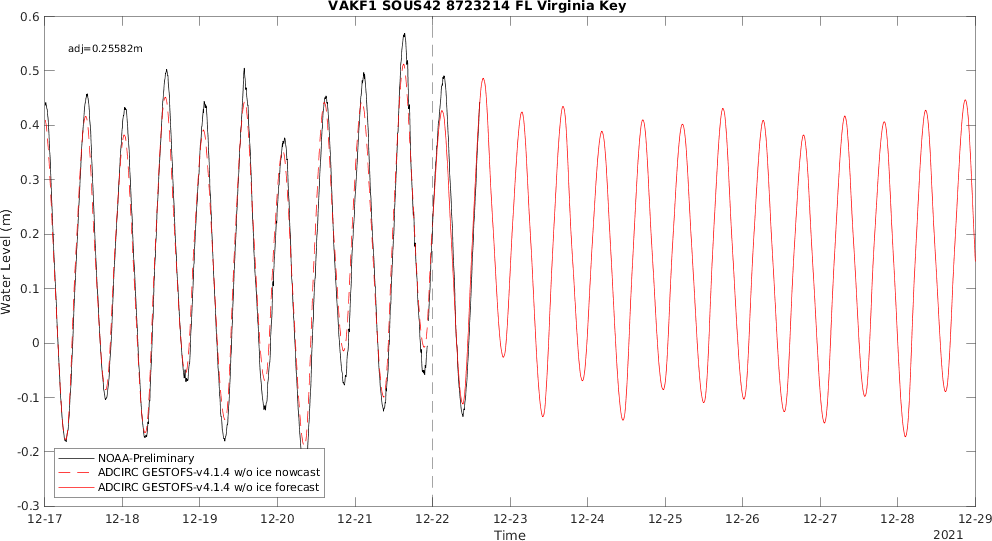 VAKF1 SOUS42 8723214 FL Virginia Key
adj=0.25582m
Water Level (m)
0.6
0.5
0.4
0.3
0.2
0.1
0
-0.1
-0.2
-0.3
NOAA-Preliminary
ADCIRC GESTOFS-v4.1.4 w/o ice nowcast
ADCIRC GESTOFS-v4.1.4 w/o ice forecast
12-17 12-18 12-19 12-20 12-21 12-22 12-23 12-24 12-25 12-26 12-27 12-28 12-29
Time
2021